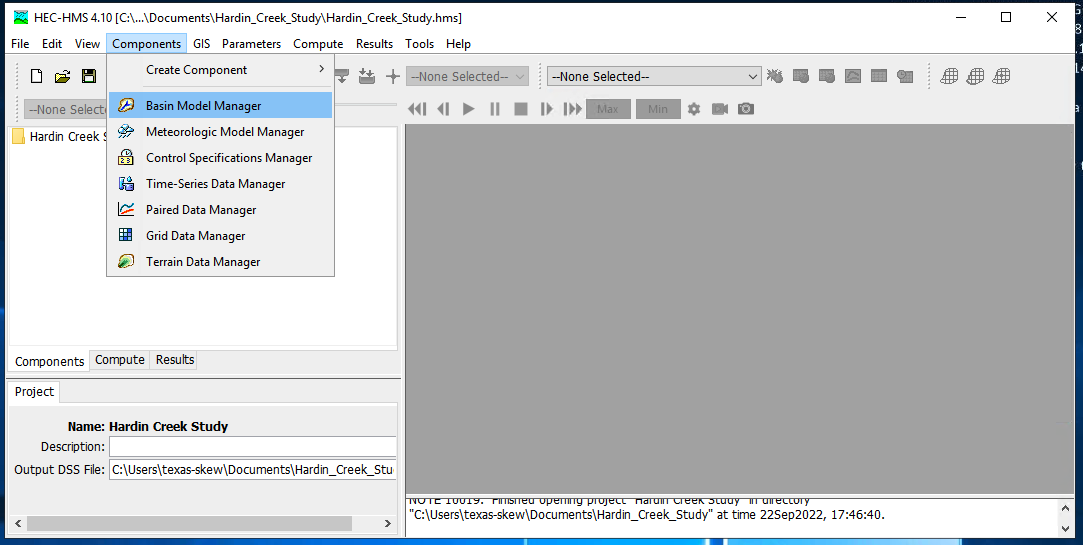 HEC-HMS 4.10 [C:\...\Documents\Hardin_Creek_Study\Hardin_Creek_Study.hms]
File Edit View Components GIS Parameters Compute Results Tools Help
Create Component
--None Selected-- --None Selected--
--None Selecte
Basin Model Manager
Max Min
Meteorologic Model Manager
Hardin Creek S
Control Specifications Manager
Time-Series Data Manager
Paired Data Manager
Grid Data Manager
Terrain Data Manager
Components Compute Results
Project
Name: Hardin Creek Study
Description:
Output DSS File: C:\Users\texas-skew\Documents\Hardin_Creek_Stu
NOTE 10019: Finished opening project "Hardin Creek Study" in directory
"C:\Users\texas-skew\Documents\Hardin_Creek_Study" at time 22Sep2022, 17:46:40.